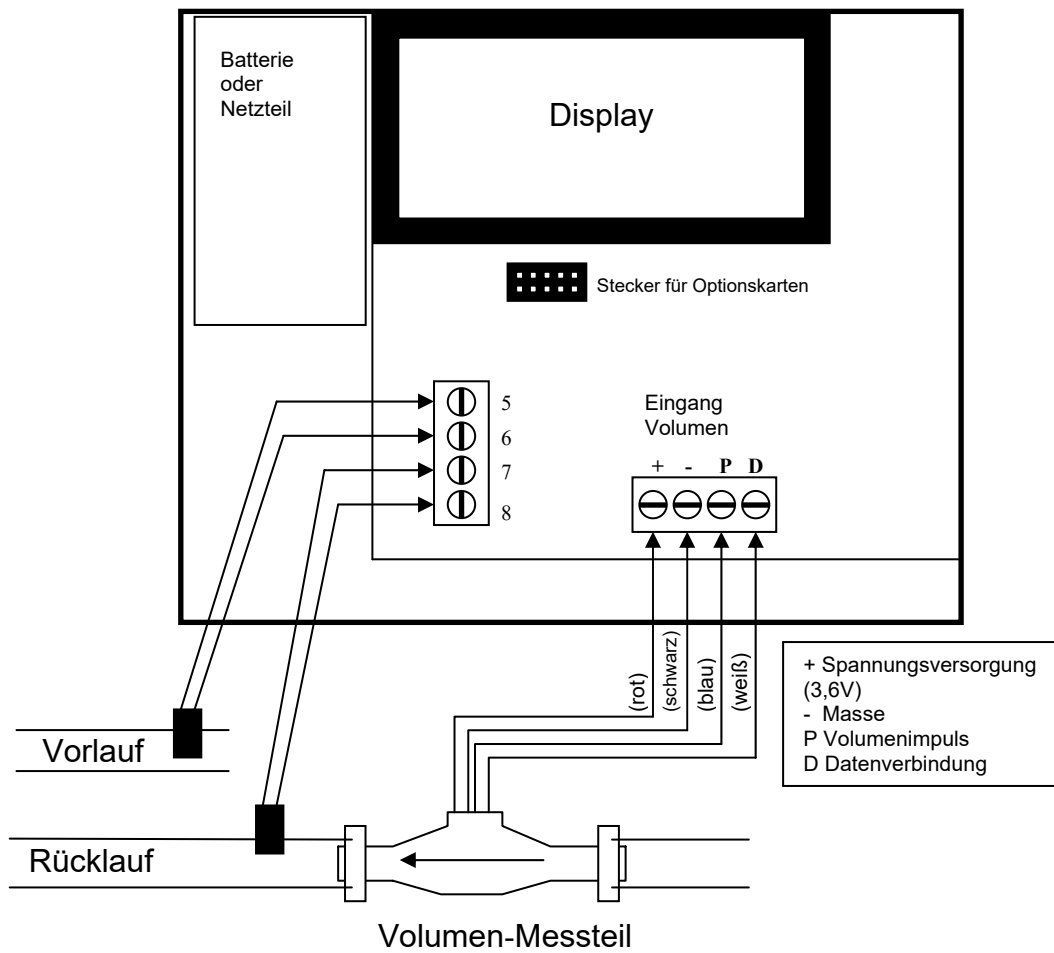 Batterie
oder
Netzteil
Display
Stecker für Optionskarten
5
6
7
8
Eingang
Volumen
+ - P D
(rot)
(schwarz)
(blau)
(weiß)
+ Spannungsversorgung
(3,6V)
- Masse
P Volumenimpuls
D Datenverbindung
Vorlauf
Rücklauf
Volumen-Messteil